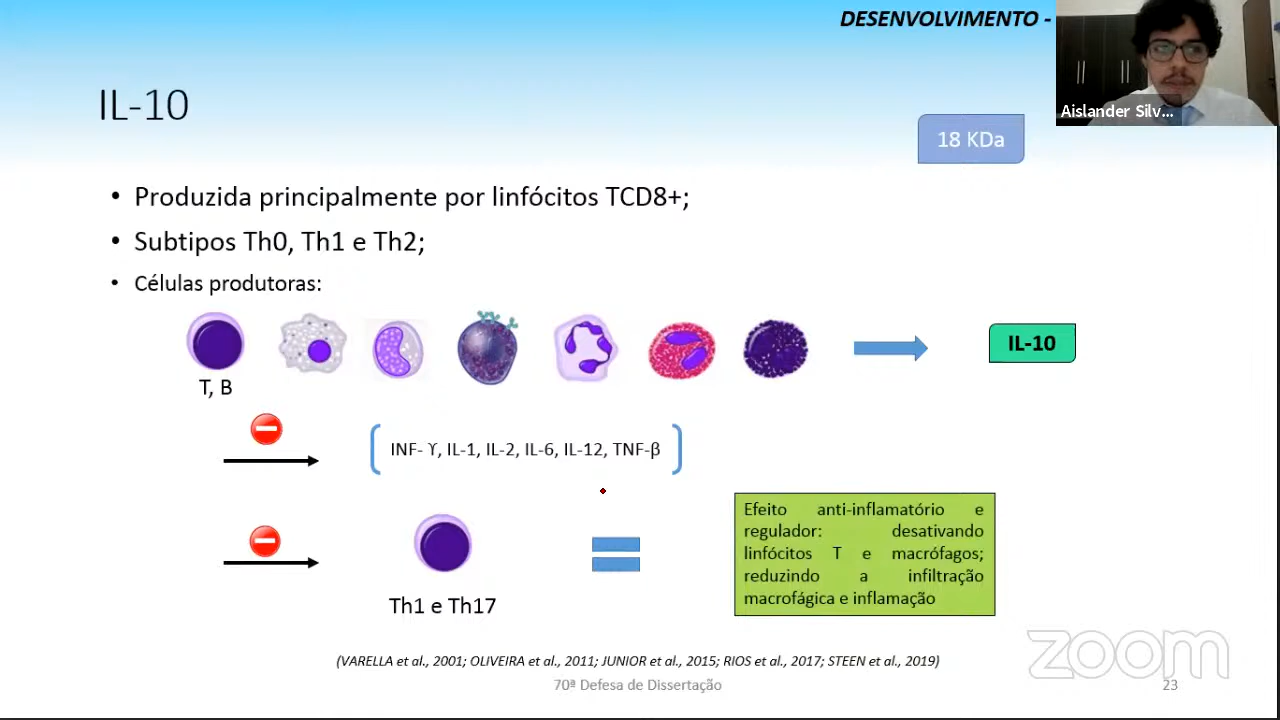 DESENVOLVIMENTO -
Aislander Silv...
IL-10
18 KDa
• Produzida principalmente por linfócitos TCD8+;
• Subtipos Th0, Th1 e Th2;
• Células produtoras:
IL-10
T, B
INF- ϒ, IL-1, IL-2, IL-6, IL-12, TNF-β
Efeito anti-inflamatório e
regulador: desativando
linfócitos T e macrófagos;
reduzindo a infiltração
macrofágica e inflamação
Th1 e Th17
(VARELLA et al., 2001; OLIVEIRA et al., 2011; JUNIOR et al., 2015; RIOS et al., 2017; STEEN et al., 2019)
70ª Defesa de Dissertação
23
zoom